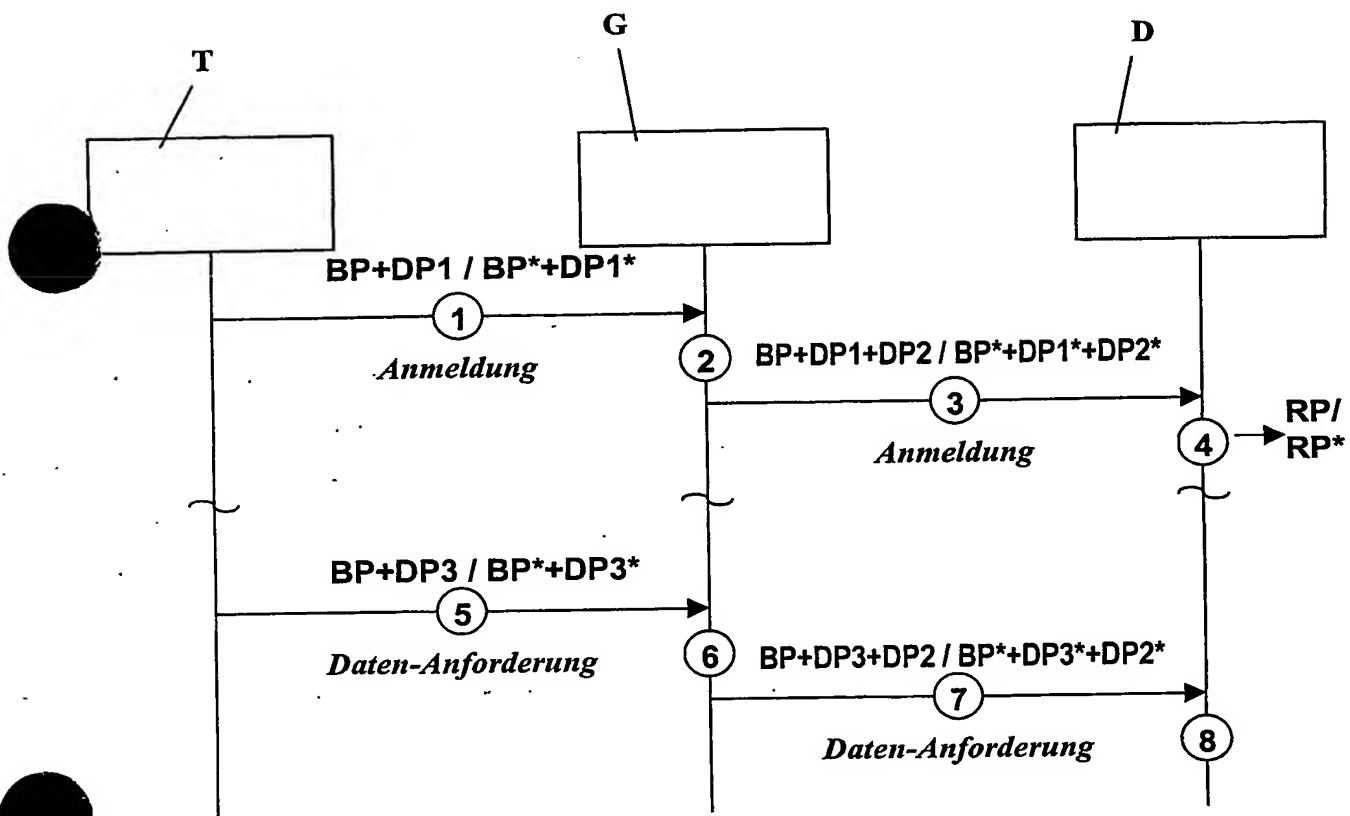 G
D
T
BP+DP1 / BP*+DP1*
1
Anmeldung
2
BP+DP1+DP2 / BP*+DP1*+DP2*
3
Anmeldung
4
RP/
RP*
BP+DP3 / BP*+DP3*
5
Daten-Anforderung
6
BP+DP3+DP2 / BP*+DP3*+DP2*
7
Daten-Anforderung
8